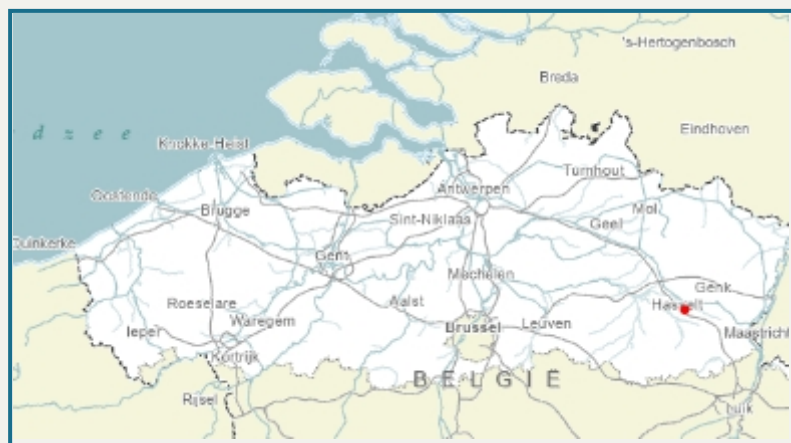 's-Hertogenbosch
Breda
Eindhoven
d z e e
Knokke-Heist
Turnhout
Antwerpen
Oostende
Brugge
Sint-Niklaas
Geel
Mol
Duinkerke
Gent
Mechelen
Genk
Roeselare
Aalst
Hasselt
Ieper
Waregem
Brussel
Leuven
Maastricht
Kortrijk
BELGIË
Rijsel
Luik